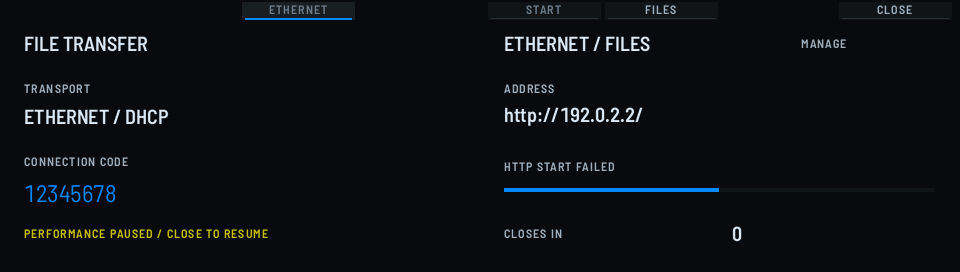 ETHERNET
START
FILES
CLOSE
FILE TRANSFER
ETHERNET / FILES
MANAGE
TRANSPORT
ETHERNET / DHCP
ADDRESS
http://192.0.2.2/
CONNECTION CODE
12345678
HTTP START FAILED
PERFORMANCE PAUSED / CLOSE TO RESUME
CLOSES IN
0